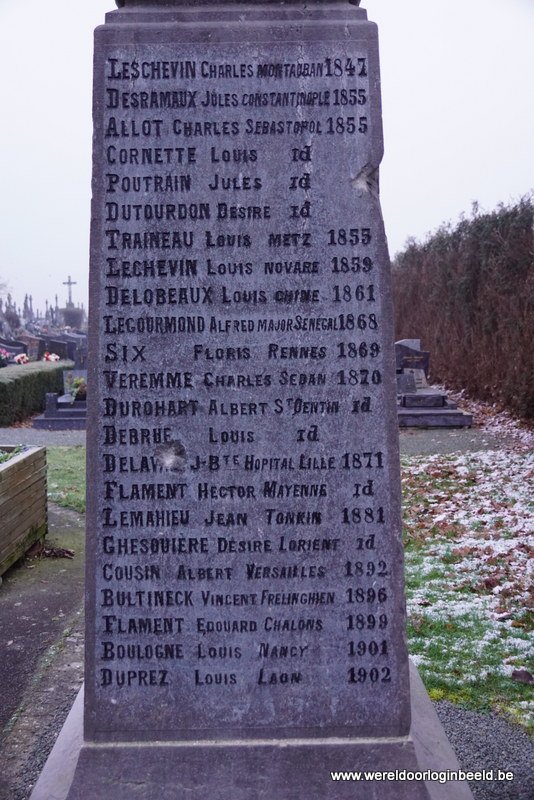 LESCHEVIN CHARLES MONTAUBAN 1847
DESRAMAUX JULES CONSTANTINOPLE 1855
ALLOT CHARLES SEBASTOPOL 1855
CORNETTE LOUIS Id
POUTRAIN JULES Id
DUTOURDON DESIRE Id
TRAINEAU LOUIS METZ 1855
LECHEVIN LOUIS NOVARE 1859
DELOBEAUX LOUIS CHINE 1861
LECOURMOND ALFRED MAJOR SENEGAL 1868
SIX FLORIS RENNES 1869
VEREMME CHARLES SEDAN 1870
DUROHART ALBERT ST QENTIN Id
DEBRUE LOUIS Id
J-BTE HOPITAL LILLE 1871
FLAMENT HECTOR MAYENNE Id
LEMAHIEU JEAN TONKIN 1881
GHESQUIERE DÉSIRE LORIENT Id
COUSIN ALBERT VERSAILLES 1892
BULTINECK VINCENT FRELINGHIEN 1896
FLAMENT EDOUARD CHALONS 1899
BOULOGNE LOUIS NANCY 1901
DUPREZ LOUIS LAON 1902
www.wereldoorloginbeeld.be